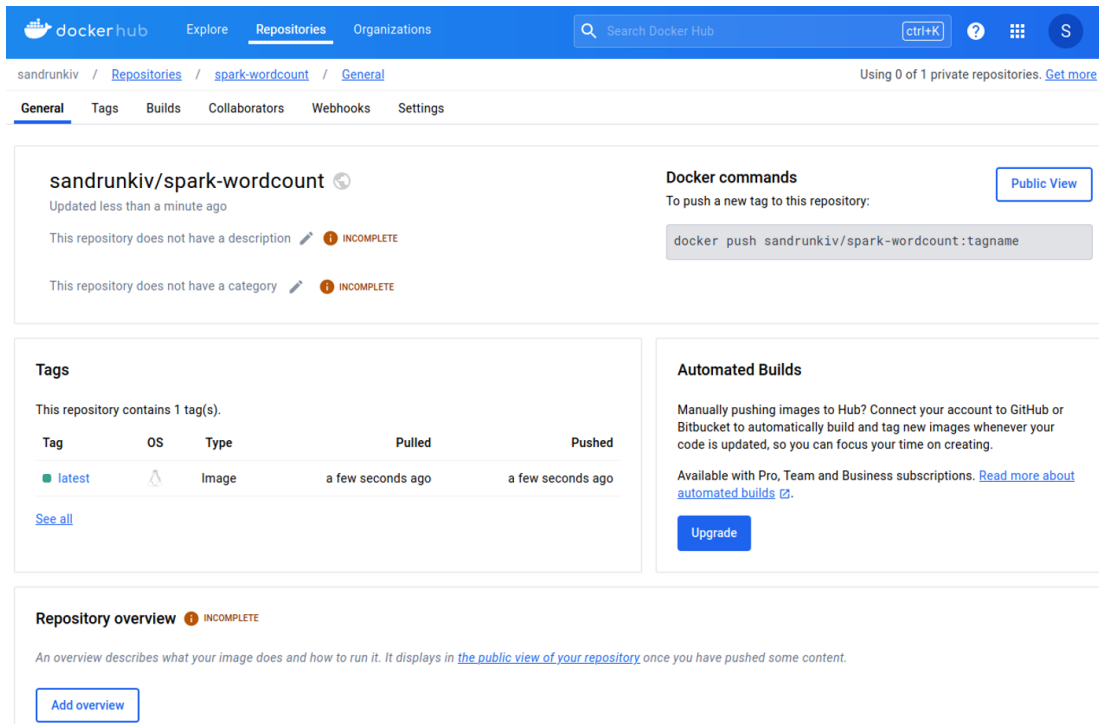 dockerhub Explore Repositories Organizations Search Docker Hub ctrl+K ? S
sandrunkiv / Repositories / spark-wordcount / General Using 0 of 1 private repositories. Get more
General Tags Builds Collaborators Webhooks Settings
sandrunkiv/spark-wordcount
Updated less than a minute ago
This repository does not have a description INCOMPLETE
This repository does not have a category INCOMPLETE
Docker commands
Public View
To push a new tag to this repository:
docker push sandrunkiv/spark-wordcount:tagname
Tags
This repository contains 1 tag(s).
Tag OS Type Pulled Pushed
latest Image a few seconds ago a few seconds ago
See all
Automated Builds
Manually pushing images to Hub? Connect your account to GitHub or
Bitbucket to automatically build and tag new images whenever your
code is updated, so you can focus your time on creating.
Available with Pro, Team and Business subscriptions. Read more about
automated builds.
Upgrade
Repository overview INCOMPLETE
An overview describes what your image does and how to run it. It displays in the public view of your repository once you have pushed some content.
Add overview